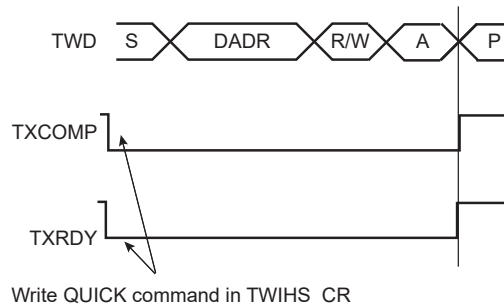 TWD S DADR R/W A P
TXCOMP
TXRDY
Write QUICK command in TWIHS_CR